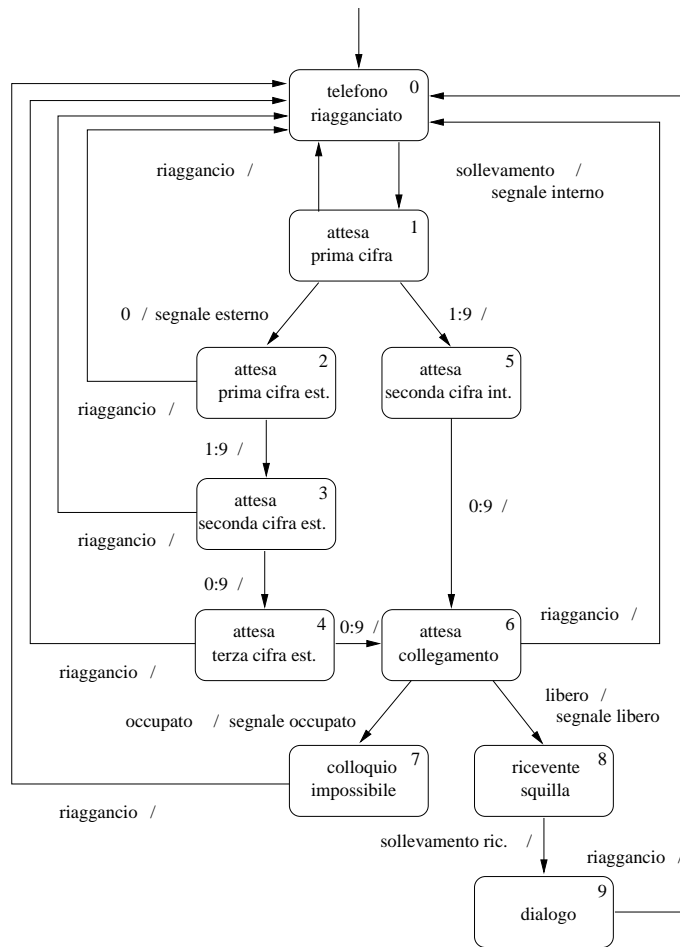 telefono 0
riagganciato
riaggancio /
sollevamento /
segnale interno
attesa 1
prima cifra
0 / segnale esterno
1:9 /
attesa 2
prima cifra est.
attesa 5
seconda cifra int.
riaggancio /
1:9 /
attesa 3
seconda cifra est.
0:9 /
riaggancio /
0:9 /
attesa 4
terza cifra est.
0:9 /
attesa 6
collegamento
riaggancio /
riaggancio /
libero /
segnale libero
occupato / segnale occupato
colloquio 7
impossibile
ricevente 8
squilla
riaggancio /
sollevamento ric. /
riaggancio /
9
dialogo